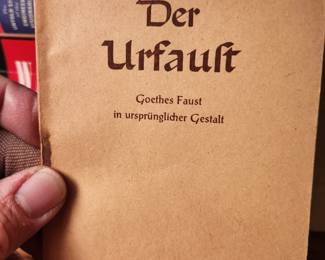 Der
Urfaust
Goethes Faust
in ursprünglicher Gestalt